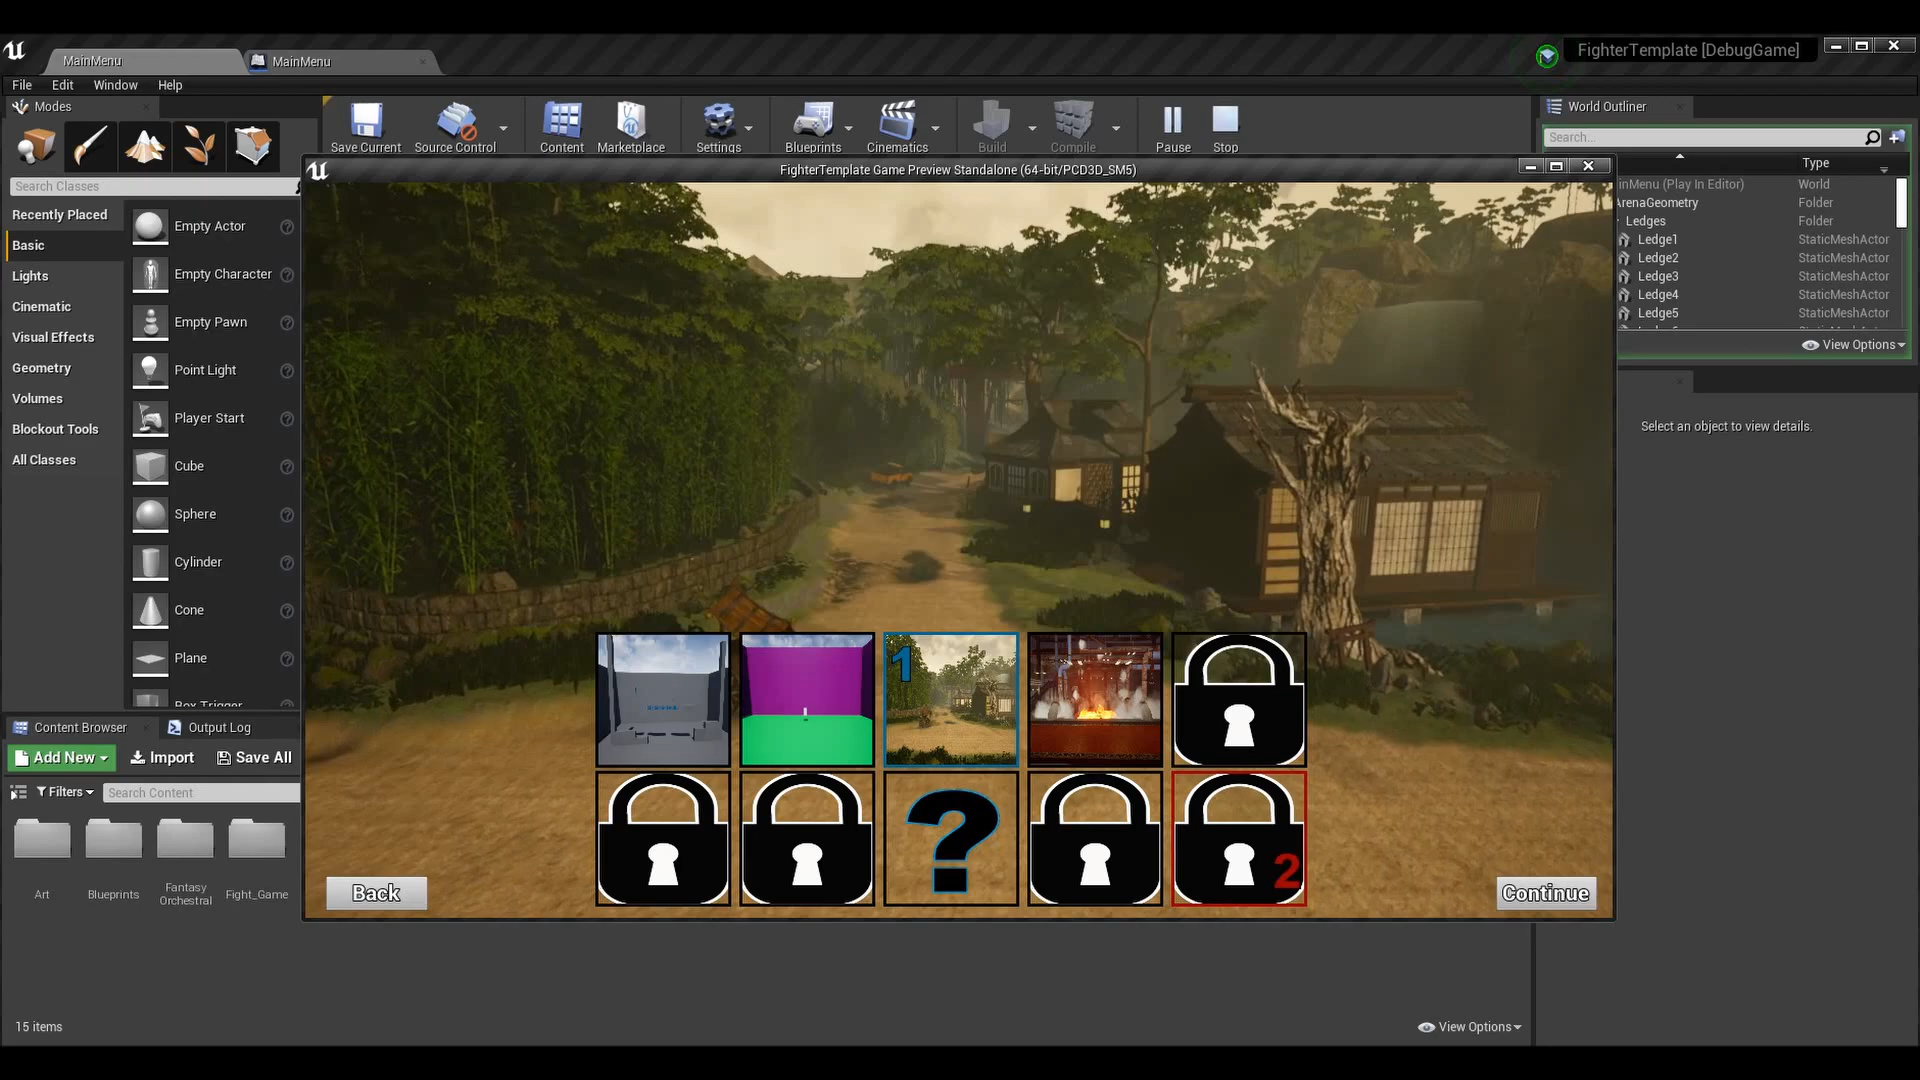 MainMenu
MainMenu
FighterTemplate [DebugGame]
File Edit Window Help
Modes
Save Current
Source Control
Content
Marketplace
Settings
Blueprints
Cinematics
Build
Compile
Pause
Stop
World Outliner
Search...
Type
FighterTemplate Game Preview Standalone (64-bit/PCD3D_SM5)
Search Classes
Recently Placed
Basic
Lights
Cinematic
Visual Effects
Geometry
Volumes
Blockout Tools
All Classes
Empty Actor
Empty Character
Empty Pawn
Point Light
Player Start
Cube
Sphere
Cylinder
Cone
Plane
Box Trigger
inMenu (Play In Editor) World
ArenaGeometry Folder
Ledges Folder
Ledge1 StaticMeshActor
Ledge2 StaticMeshActor
Ledge3 StaticMeshActor
Ledge4 StaticMeshActor
Ledge5 StaticMeshActor
View Options
Select an object to view details.
1
?
2
Back
Continue
Content Browser
Output Log
Add New
Import
Save All
Filters
Search Content
Art
Blueprints
Fantasy
Orchestral
Fight_Game
15 items
View Options